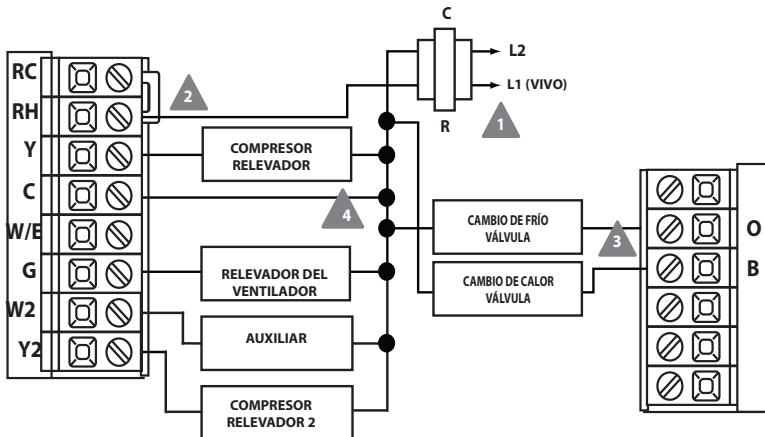 C
L2
L1 (VIVO)
R
1
2
RC
RH
Y
C
W/E
G
W2
Y2
COMPRESOR
RELEVADOR
4
RELEVADOR DEL
VENTILADOR
AUXILIAR
COMPRESOR
RELEVADOR 2
CAMBIO DE FRÍO
VÁLVULA
CAMBIO DE CALOR
VÁLVULA
3
O
B